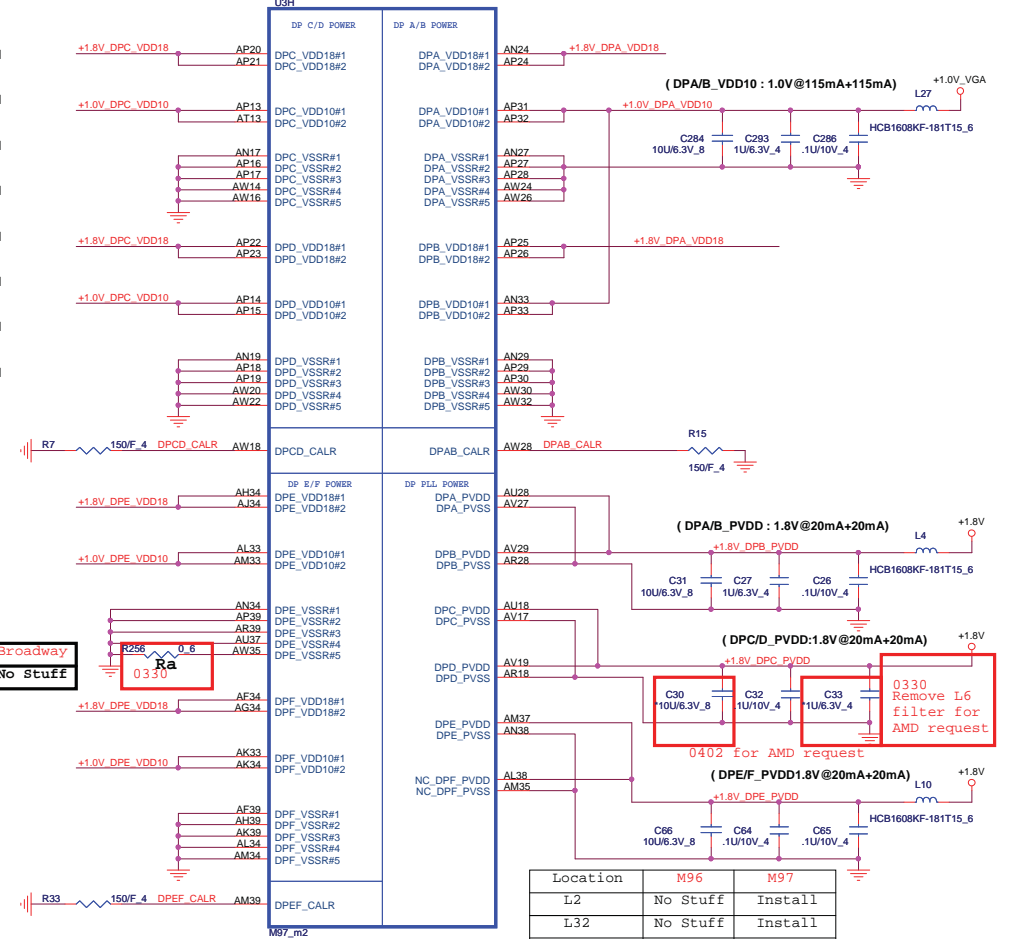 U3H
DP C/D POWER
DP A/B POWER
+1.8V_DPC_VDD18 AP20 DPC_VDD18#1
AP21 DPC_VDD18#2
DPA_VDD18#1 AN24 +1.8V_DPA_VDD18
DPA_VDD18#2 AP24
+1.0V_DPC_VDD10 AP13 DPC_VDD10#1
AT13 DPC_VDD10#2
DPA_VDD10#1 AP31 +1.0V_DPA_VDD10
DPA_VDD10#2 AP32
( DPA/B_VDD10 : 1.0V@115mA+115mA)
L27
+1.0V_VGA
HCB1608KF-181T15_6
C284
10U/6.3V_8
C293
1U/6.3V_4
C286
.1U/10V_4
AN17 DPC_VSSR#1
AP16 DPC_VSSR#2
AP17 DPC_VSSR#3
AW14 DPC_VSSR#4
AW16 DPC_VSSR#5
DPA_VSSR#1 AN27
DPA_VSSR#2 AP27
DPA_VSSR#3 AP28
DPA_VSSR#4 AW24
DPA_VSSR#5 AW26
+1.8V_DPC_VDD18 AP22 DPD_VDD18#1
AP23 DPD_VDD18#2
DPB_VDD18#1 AP25 +1.8V_DPA_VDD18
DPB_VDD18#2 AP26
+1.0V_DPC_VDD10 AP14 DPD_VDD10#1
AP15 DPD_VDD10#2
DPB_VDD10#1 AN33
DPB_VDD10#2 AP33
AN19 DPD_VSSR#1
AP18 DPD_VSSR#2
AP19 DPD_VSSR#3
AW20 DPD_VSSR#4
AW22 DPD_VSSR#5
DPB_VSSR#1 AN29
DPB_VSSR#2 AP29
DPB_VSSR#3 AP30
DPB_VSSR#4 AW30
DPB_VSSR#5 AW32
R7 150/F_4 DPCD_CALR AW18 DPCD_CALR
DPAB_CALR AW28 DPAB_CALR
R15
150/F_4
DP E/F POWER
DP PLL POWER
+1.8V_DPE_VDD18 AH34 DPE_VDD18#1
AJ34 DPE_VDD18#2
DPA_PVDD AU28
DPA_PVSS AV27
( DPA/B_PVDD : 1.8V@20mA+20mA)
+1.8V
L4
HCB1608KF-181T15_6
+1.0V_DPE_VDD10 AL33 DPE_VDD10#1
AM33 DPE_VDD10#2
DPB_PVDD AV29 +1.8V_DPB_PVDD
DPB_PVSS AR28
C31
10U/6.3V_8
C27
1U/6.3V_4
C26
.1U/10V_4
AN34 DPE_VSSR#1
AP39 DPE_VSSR#2
AR39 DPE_VSSR#3
AU37 DPE_VSSR#4
AW35 DPE_VSSR#5
R256 0_6
Ra
0330
Broadway
No Stuff
DPC_PVDD AU18
DPC_PVSS AV17
( DPC/D_PVDD:1.8V@20mA+20mA)
+1.8V
DPD_PVDD AV19 +1.8V_DPC_PVDD
DPD_PVSS AR18
C30
*10U/6.3V_8
C32
.1U/10V_4
C33
*1U/6.3V_4
0330
Remove L6
filter for
AMD request
0402 for AMD request
+1.8V_DPE_VDD18 AF34 DPF_VDD18#1
AG34 DPF_VDD18#2
DPE_PVDD AM37
DPE_PVSS AN38
+1.0V_DPE_VDD10 AK33 DPF_VDD10#1
AK34 DPF_VDD10#2
NC_DPF_PVDD AL38
NC_DPF_PVSS AM35
( DPE/F_PVDD1.8V@20mA+20mA)
+1.8V
L10
HCB1608KF-181T15_6
+1.8V_DPE_PVDD
C66
10U/6.3V_8
C64
.1U/10V_4
C65
.1U/10V_4
AF39 DPF_VSSR#1
AH39 DPF_VSSR#2
AK39 DPF_VSSR#3
AL34 DPF_VSSR#4
AM34 DPF_VSSR#5
R33 150/F_4 DPEF_CALR AM39 DPEF_CALR
M97_m2
Location M96 M97
L2 No Stuff Install
L32 No Stuff Install